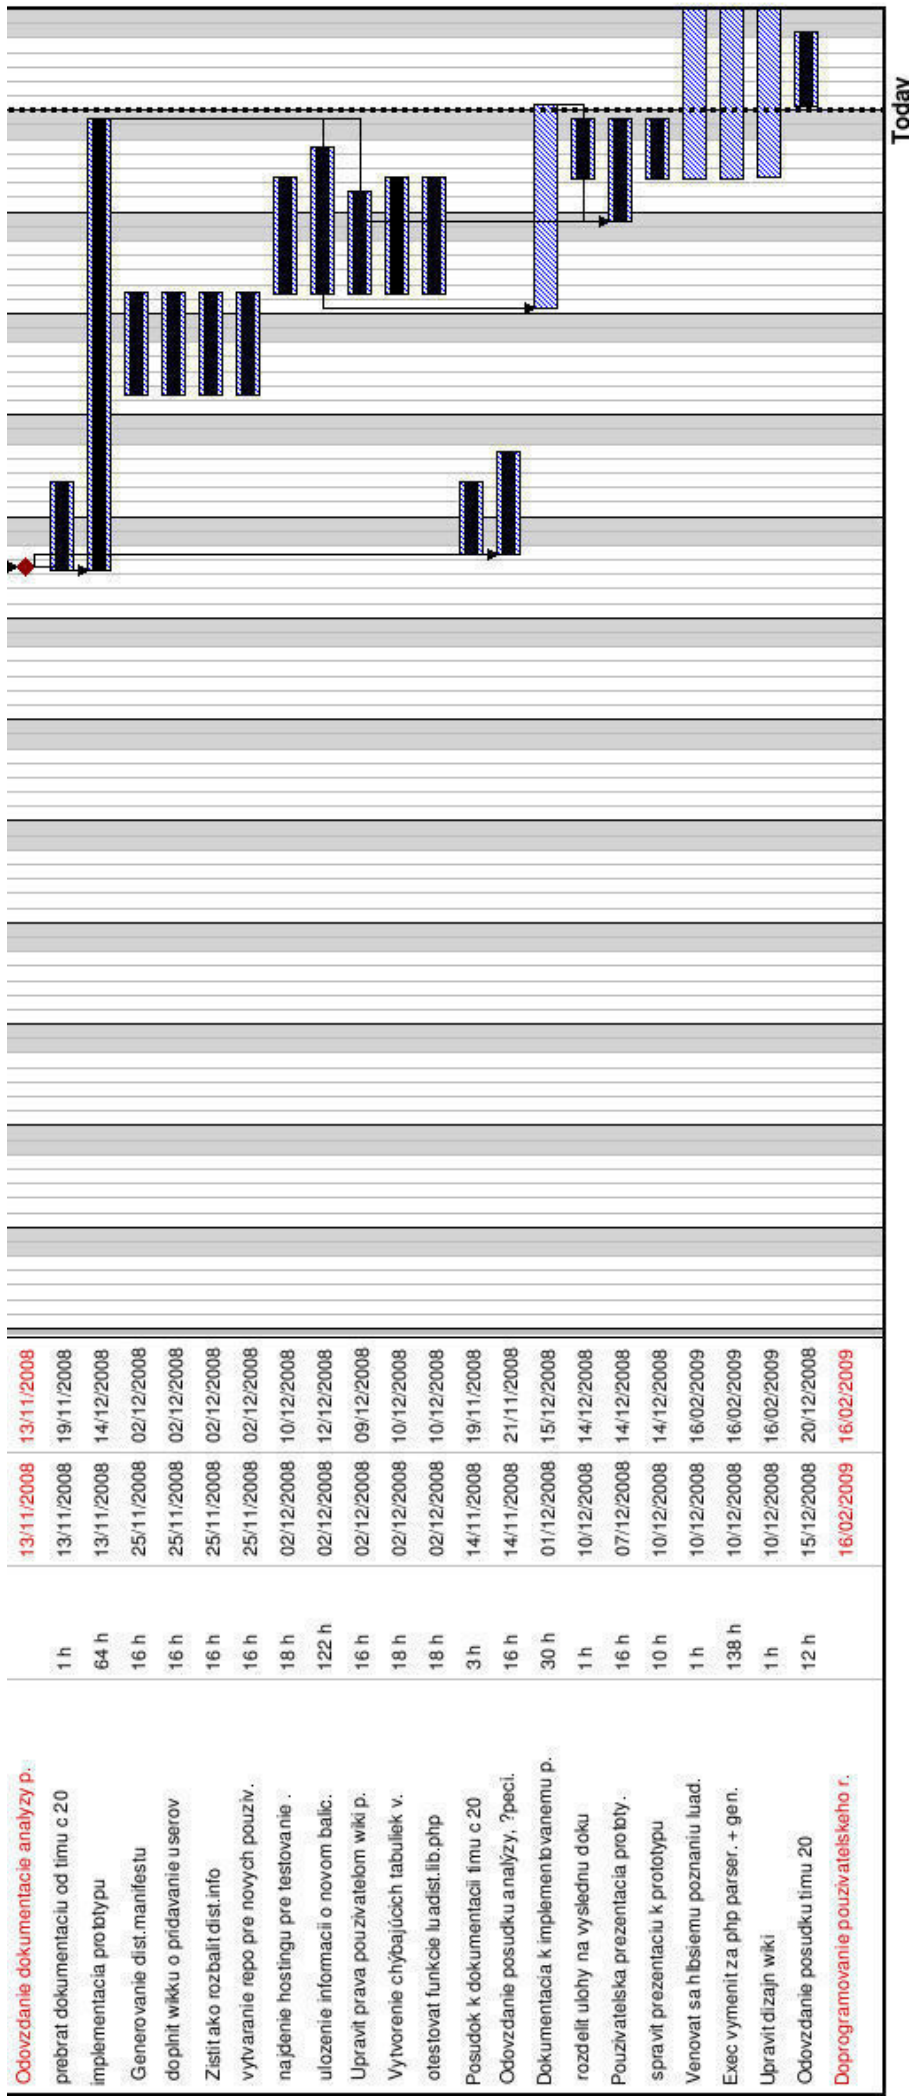 Odovzdanie dokumentacie analyzy p. 13/11/2008 13/11/2008
prebrat dokumentaciu od timu c 20 1 h 13/11/2008 19/11/2008
implementacia prototypu 64 h 13/11/2008 14/12/2008
Generovanie dist.manifestu 16 h 25/11/2008 02/12/2008
doplnit wikku o pridavanie userov 16 h 25/11/2008 02/12/2008
Zistit ako rozbalit dist.info 16 h 25/11/2008 02/12/2008
vytvaranie repo pre novych pouziv. 16 h 25/11/2008 02/12/2008
najdenie hostingu pre testovanie . 18 h 02/12/2008 10/12/2008
ulozenie informacii o novom balic. 122 h 02/12/2008 12/12/2008
Upravit prava pouzivatelom wiki p. 16 h 02/12/2008 09/12/2008
Vytvorenie chýbajúcich tabuliek v. 18 h 02/12/2008 10/12/2008
otestovat funkcie luadist.lib.php 18 h 02/12/2008 10/12/2008
Posudok k dokumentacii timu c 20 3 h 14/11/2008 19/11/2008
Odovzdanie posudku analýzy, ?peci. 16 h 14/11/2008 21/11/2008
Dokumentacia k implementovanemu p. 30 h 01/12/2008 15/12/2008
rozdelit ulohy na vyslednu doku 1 h 10/12/2008 14/12/2008
Pouzivatelska prezentacia prototy. 16 h 07/12/2008 14/12/2008
spravit prezentaciu k prototypu 10 h 10/12/2008 14/12/2008
Venovat sa hlbsiemu poznaniu luad. 1 h 10/12/2008 16/02/2009
Exec vymenit za php parser. + gen. 138 h 10/12/2008 16/02/2009
Upravit dizajn wiki 1 h 10/12/2008 16/02/2009
Odovzdanie posudku timu 20 12 h 15/12/2008 20/12/2008
Doprogramovanie pouzivatelskeho r. 16/02/2009 16/02/2009
Today